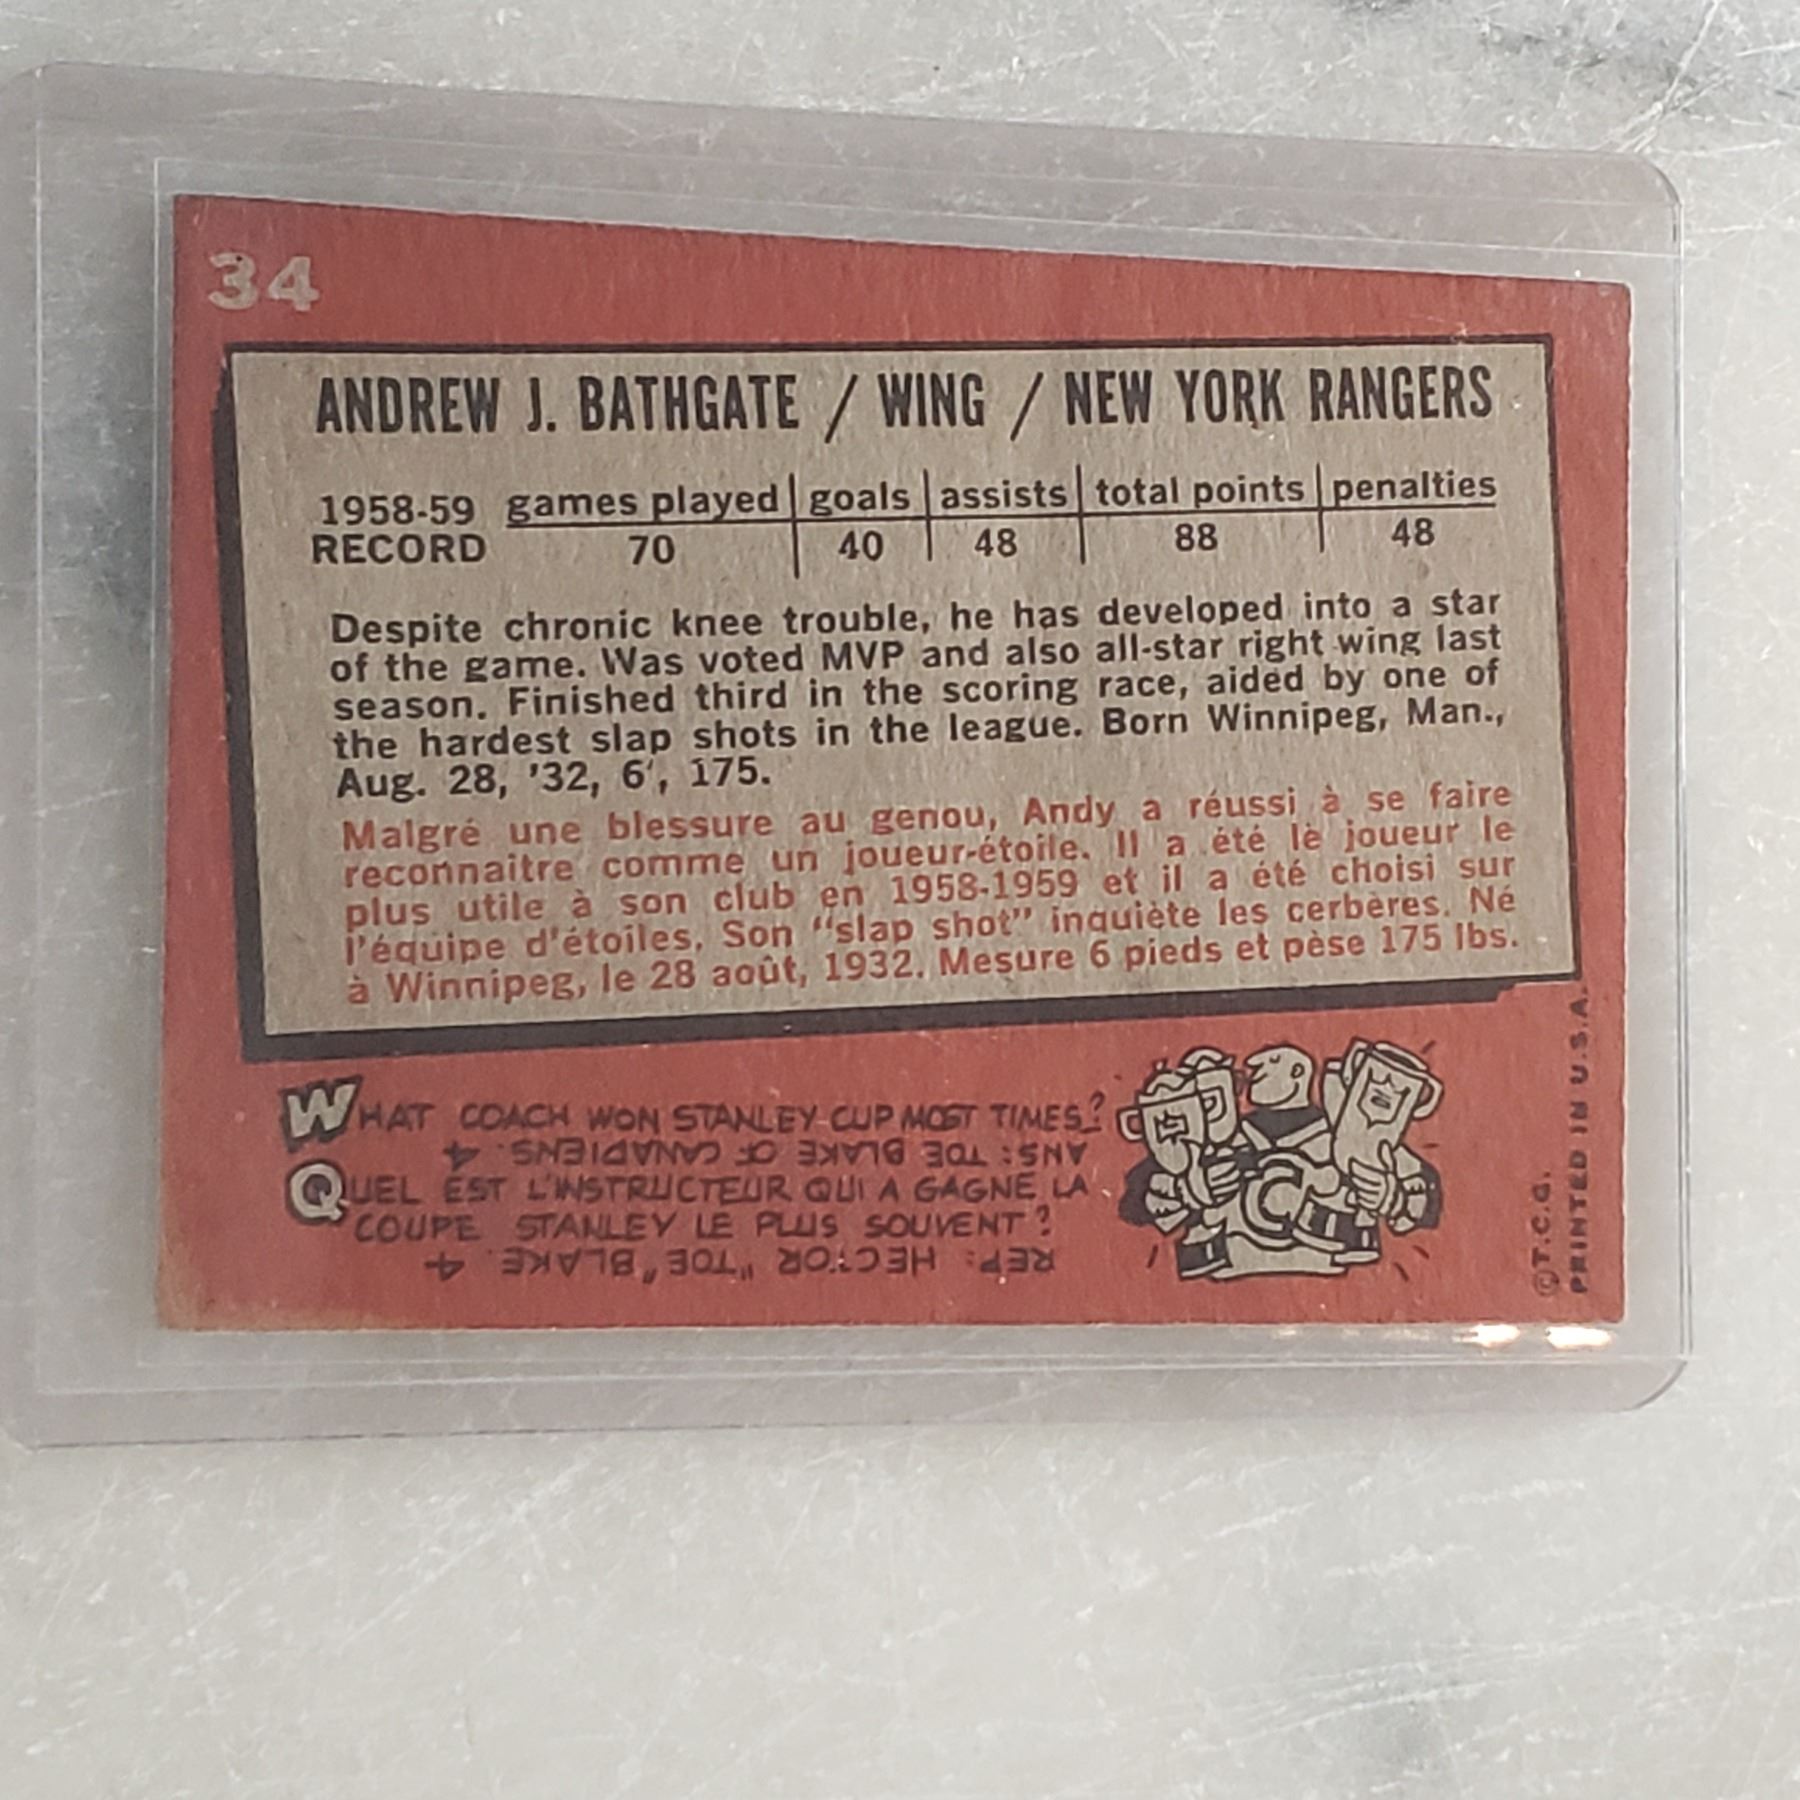 34
ANDREW J. BATHGATE / WING / NEW YORK RANGERS
1958-59 games played goals assists total points penalties
RECORD 70 40 48 88 48
Despite chronic knee trouble, he has developed into a star
of the game. Was voted MVP and also all-star right wing last
season. Finished third in the scoring race, aided by one of
the hardest slap shots in the league. Born Winnipeg, Man.,
Aug. 28, '32, 6', 175.
Malgré une blessure au genou, Andy a réussi à se faire
reconnaitre comme un joueur-étoile. Il a été le joueur le
plus utile à son club en 1958-1959 et il a été choisi sur
l'équipe d'étoiles. Son "slap shot" inquiète les cerbères. Né
à Winnipeg, le 28 août, 1932. Mesure 6 pieds et pèse 175 lbs.
WHAT COACH WON STANLEY CUP MOST TIMES?
ANS: TOE BLAKE OF CANADIENS. 4
QUEL EST L'INSTRUCTEUR QUI A GAGNE LA
COUPE STANLEY LE PLUS SOUVENT?
REP: HECTOR "TOE" BLAKE. 4
C
©T.C.G.
PRINTED IN U.S.A.